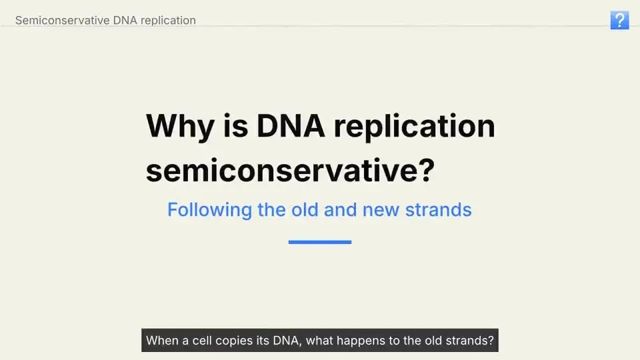 Semiconservative DNA replication
?
Why is DNA replication
semiconservative?
Following the old and new strands
When a cell copies its DNA, what happens to the old strands?